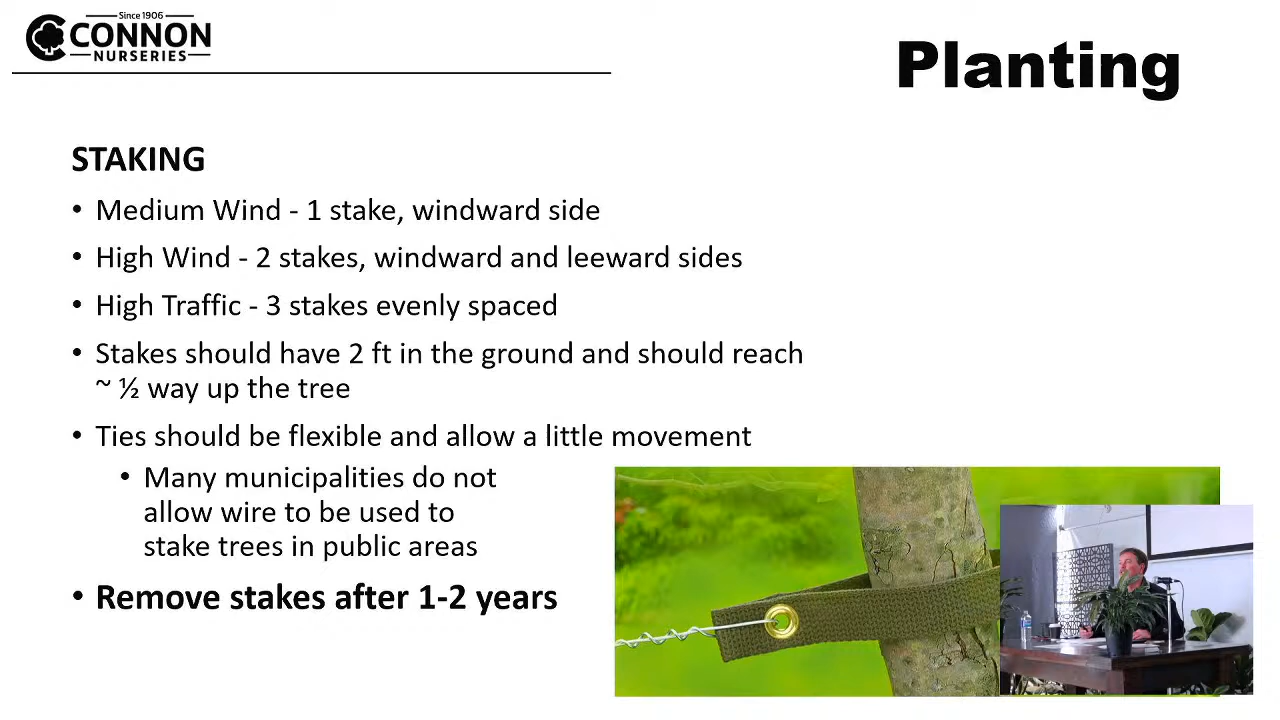 Since 1906
CONNON
NURSERIES
Planting
STAKING
• Medium Wind - 1 stake, windward side
• High Wind - 2 stakes, windward and leeward sides
• High Traffic - 3 stakes evenly spaced
• Stakes should have 2 ft in the ground and should reach
~ ½ way up the tree
• Ties should be flexible and allow a little movement
• Many municipalities do not
allow wire to be used to
stake trees in public areas
• Remove stakes after 1-2 years